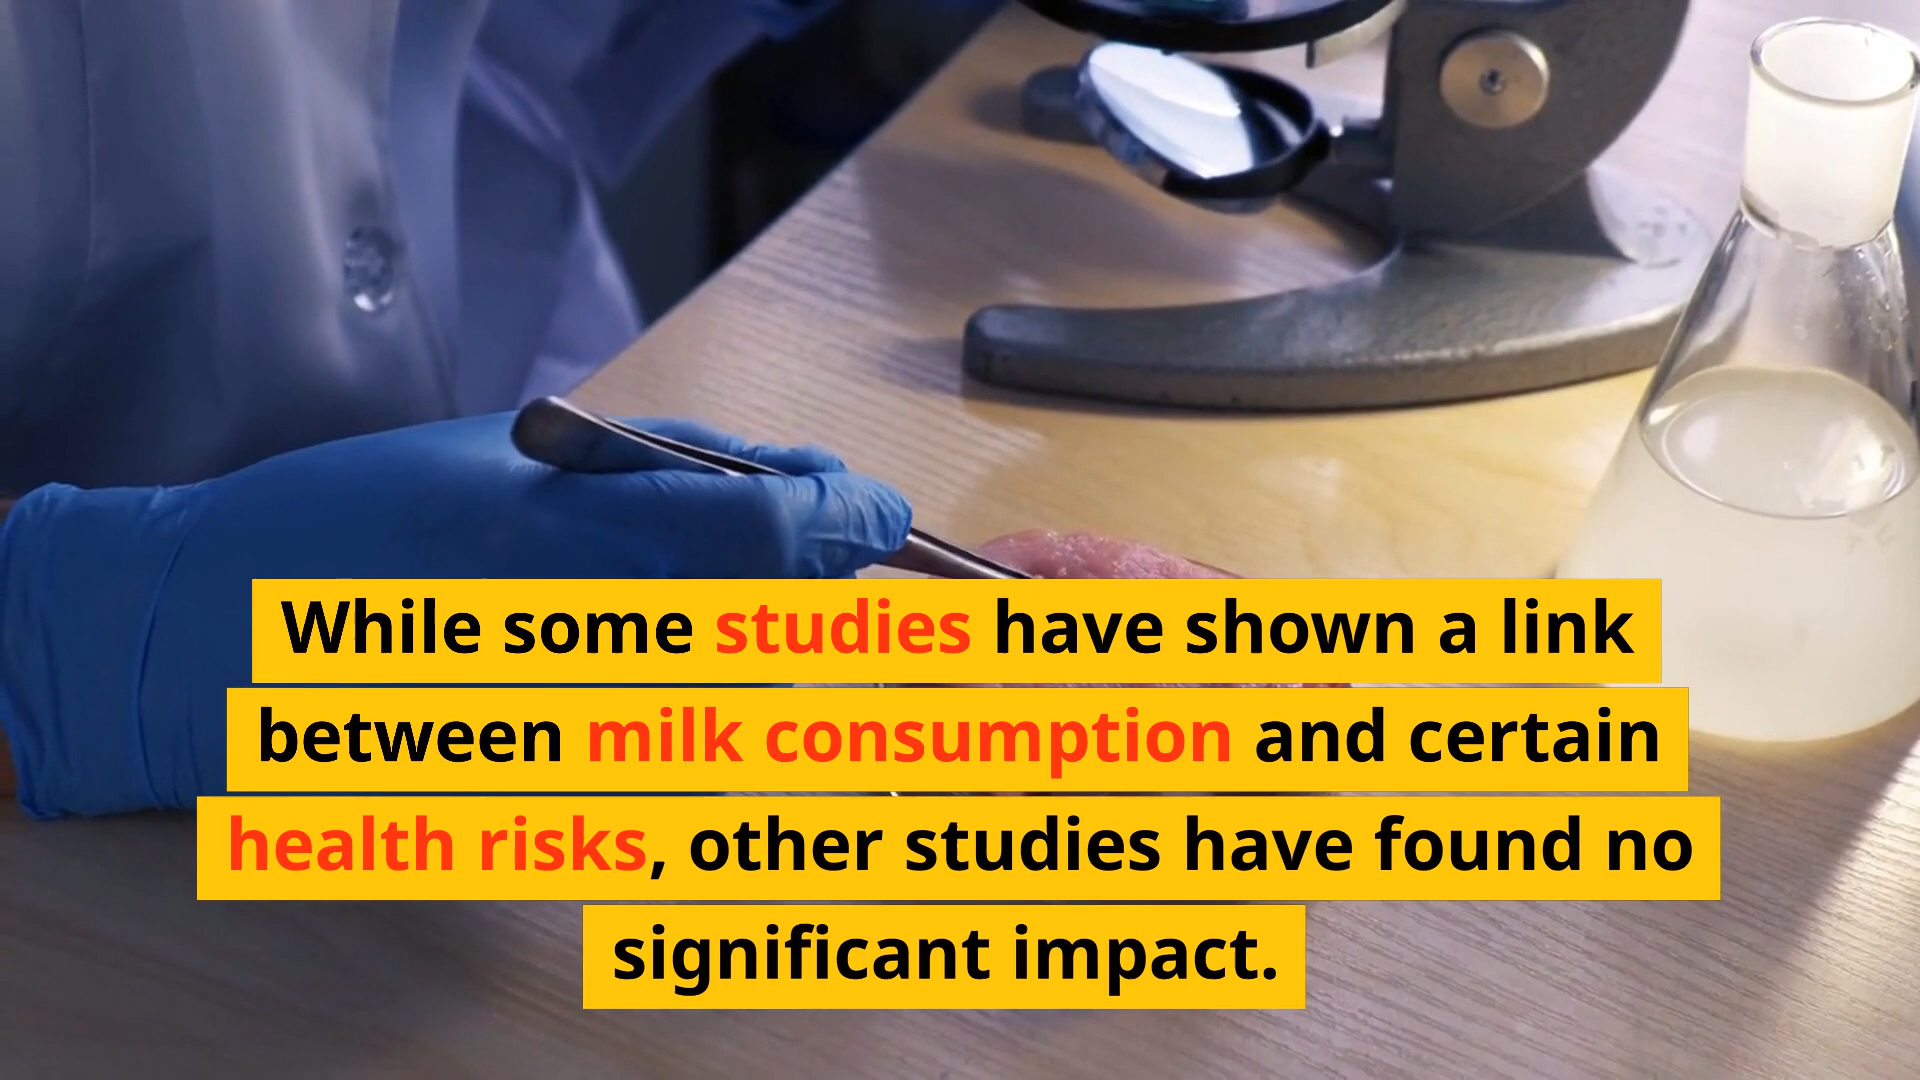 While some studies have shown a link
between milk consumption and certain
health risks, other studies have found no
significant impact.